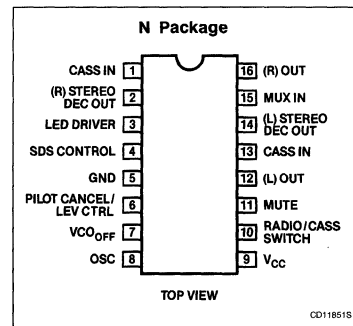 N Package
CASS IN 1
(R) STEREO
DEC OUT 2
LED DRIVER 3
SDS CONTROL 4
GND 5
PILOT CANCEL/
LEV CTRL 6
VCOOFF 7
OSC 8
16 (R) OUT
15 MUX IN
14 (L) STEREO
DEC OUT
13 CASS IN
12 (L) OUT
11 MUTE
10 RADIO/CASS
SWITCH
9 VCC
TOP VIEW
CD11851S